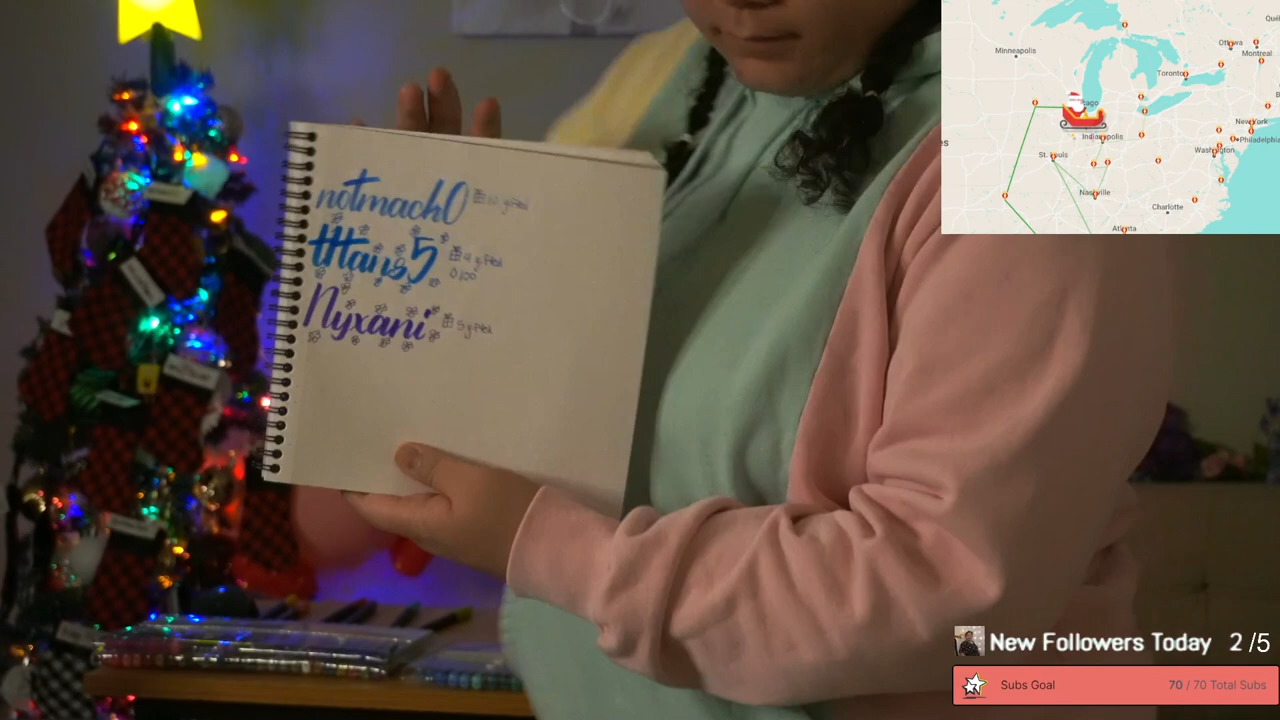 notmach0
tttanis5
Nyxani
Minneapolis
Ottawa
Montreal
Toronto
Indianapolis
St. Louis
New York
Philadelphia
Washington
Nashville
Charlotte
Atlanta
New Followers Today 2 /5
Subs Goal 70 / 70 Total Subs